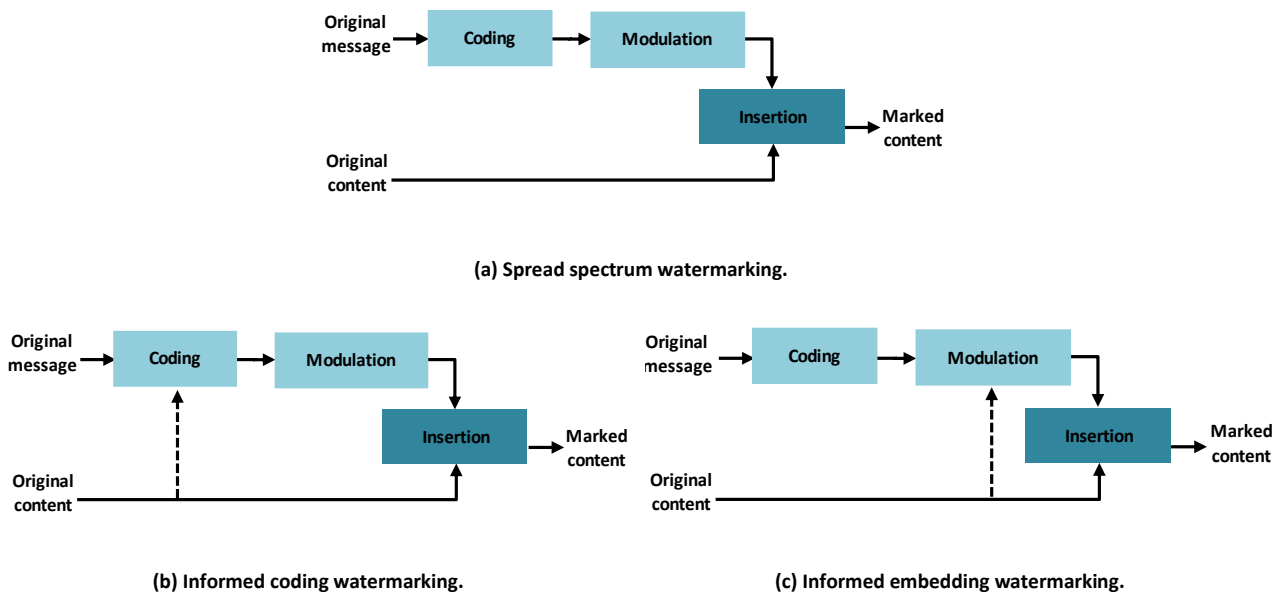 Original
message
Coding
Modulation
Insertion
Marked
content
Original
content
(a) Spread spectrum watermarking.
Original
message
Coding
Modulation
Insertion
Marked
content
Original
content
(b) Informed coding watermarking.
Original
message
Coding
Modulation
Insertion
Marked
content
Original
content
(c) Informed embedding watermarking.